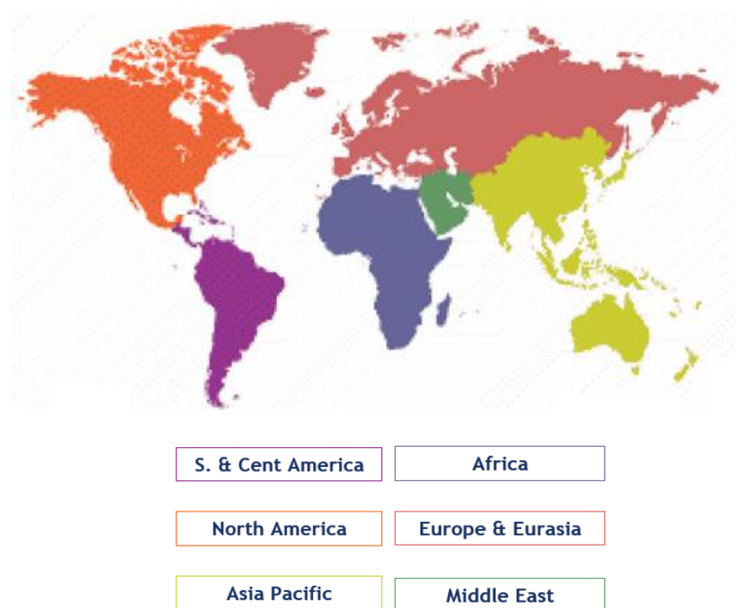 S. & Cent America
Africa
North America
Europe & Eurasia
Asia Pacific
Middle East